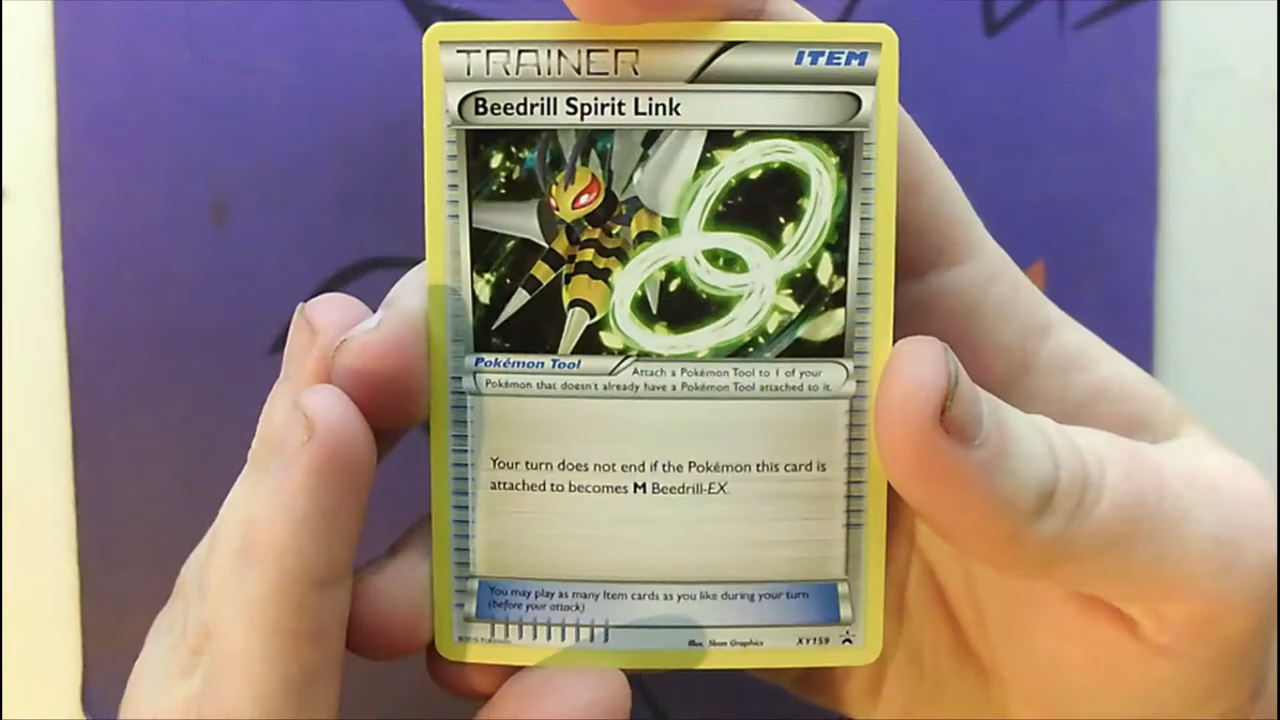 TRAINER ITEM
Beedrill Spirit Link
Pokémon Tool Attach a Pokémon Tool to 1 of your
Pokémon that doesn't already have a Pokémon Tool attached to it.
Your turn does not end if the Pokémon this card is
attached to becomes M Beedrill-EX.
You may play as many Item cards as you like during your turn
(before your attack)
Illus. 5ban Graphics XY159